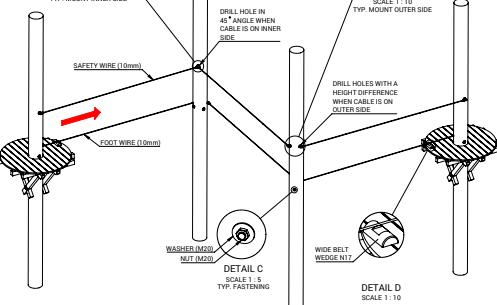 TYP. MOUNT INNER SIDE
SCALE 1 : 10
TYP. MOUNT OUTER SIDE
DRILL HOLE IN
45° ANGLE WHEN
CABLE IS ON INNER
SIDE
SAFETY WIRE (10mm)
DRILL HOLES WITH A
HEIGHT DIFFERENCE
WHEN CABLE IS ON
OUTER SIDE
FOOT WIRE (10mm)
WASHER (M20)
NUT (M20)
WIDE BELT
WEDGE N17
DETAIL C
SCALE 1 : 5
TYP. FASTENING
DETAIL D
SCALE 1 : 10